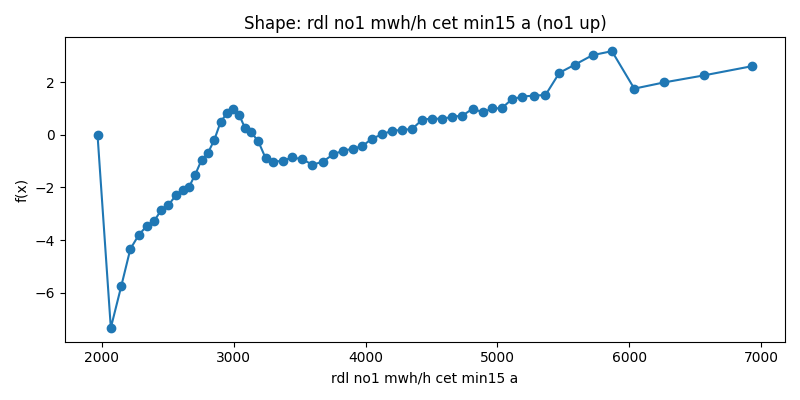 Shape: rdl no1 mwh/h cet min15 a (no1 up)
f(x)
2
0
−2
−4
−6
2000 3000 4000 5000 6000 7000
rdl no1 mwh/h cet min15 a